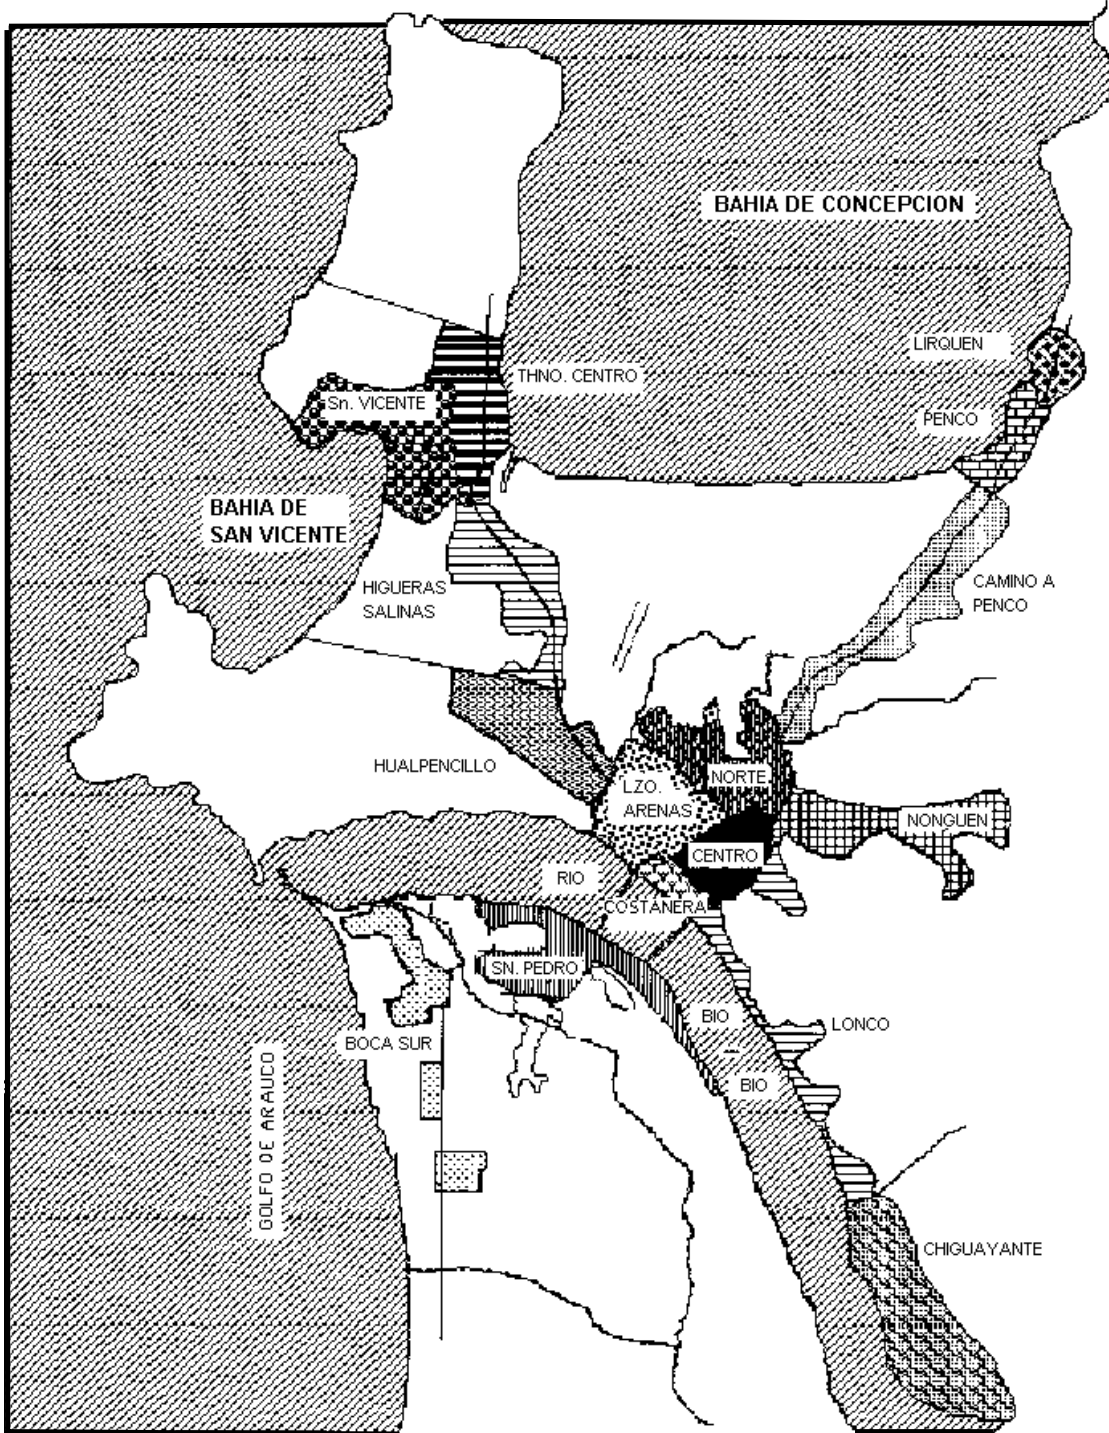 BAHIA DE CONCEPCION
LIRQUEN
THNO. CENTRO
Sn. VICENTE
PENCO
BAHIA DE
SAN VICENTE
HIGUERAS
SALINAS
CAMINO A
PENCO
HUALPENCILLO
NORTE
LZO.
ARENAS
NONGUEN
CENTRO
RIO
COSTANERA
SN. PEDRO
BIO
LONCO
BOCA SUR
—
BIO
GOLFO DE ARAUCO
CHIGUAYANTE